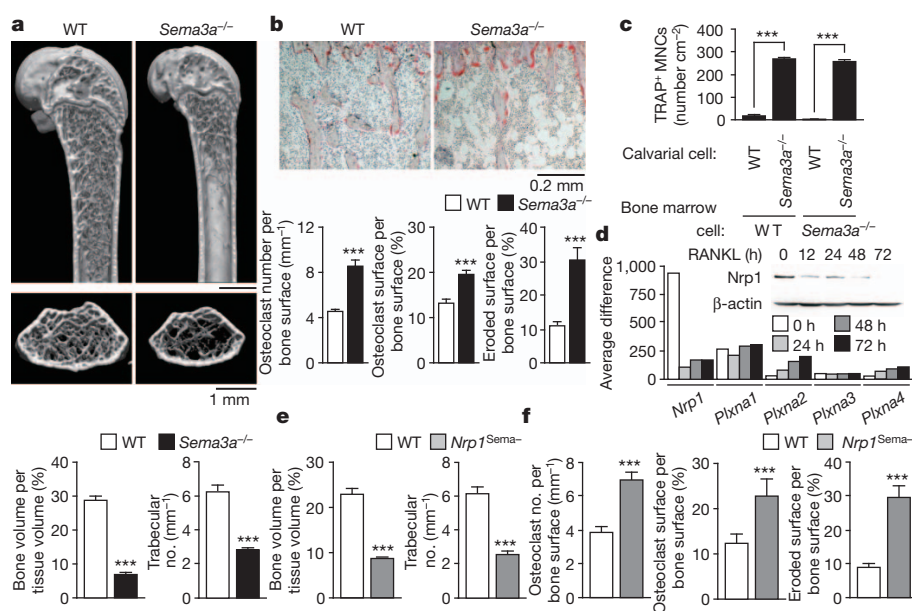 a
WT
Sema3a−/−
1 mm
WT
Sema3a−/−
Bone volume per
tissue volume (%)
40
30
20
10
0
***
Trabecular
no. (mm−1)
8
6
4
2
0
***
b
WT
Sema3a−/−
0.2 mm
WT
Sema3a−/−
Osteoclast number per
bone surface (mm−1)
12
8
4
0
***
Osteoclast surface per
bone surface (%)
30
20
10
0
***
Eroded surface per
bone surface (%)
40
30
20
10
0
***
c
TRAP+ MNCs
(number cm−2)
400
300
200
100
0
***
***
Calvarial cell:
WT
Sema3a−/−
WT
Sema3a−/−
Bone marrow
cell:
WT
Sema3a−/−
d
RANKL (h)
0 12 24 48 72
Nrp1
β-actin
Average difference
1,000
750
500
250
0
0 h
24 h
48 h
72 h
Nrp1
Plxna1
Plxna2
Plxna3
Plxna4
e
WT
Nrp1Sema−
Bone volume per
tissue volume (%)
30
20
10
0
***
Trabecular
no. (mm−1)
8
6
4
2
0
***
f
WT
Nrp1Sema−
Osteoclast no. per
bone surface (mm−1)
8
6
4
2
0
***
Osteoclast surface per
bone surface (%)
30
20
10
0
***
Eroded surface per
bone surface (%)
40
30
20
10
0
***